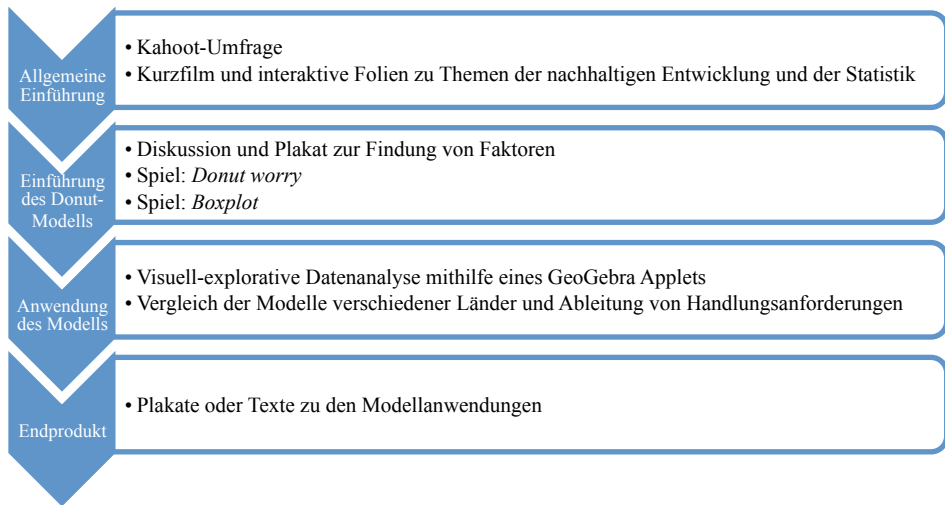 Allgemeine
Einführung
• Kahoot-Umfrage
• Kurzfilm und interaktive Folien zu Themen der nachhaltigen Entwicklung und der Statistik
Einführung
des Donut-
Modells
• Diskussion und Plakat zur Findung von Faktoren
• Spiel: Donut worry
• Spiel: Boxplot
Anwendung
des Modells
• Visuell-explorative Datenanalyse mithilfe eines GeoGebra Applets
• Vergleich der Modelle verschiedener Länder und Ableitung von Handlungsanforderungen
Endprodukt
• Plakate oder Texte zu den Modellanwendungen